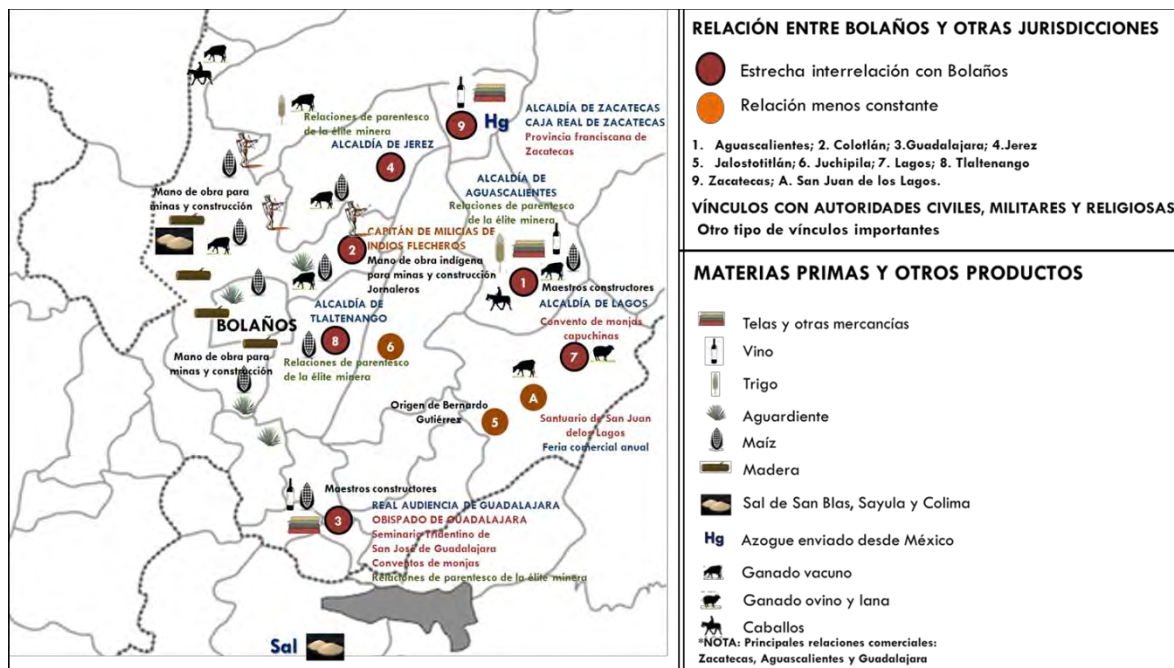 Relaciones de parentesco
de la élite minera
ALCALDÍA DE JEREZ
4
9
Hg
ALCALDÍA DE ZACATECAS
CAJA REAL DE ZACATECAS
Provincia franciscana de
Zacatecas
Mano de obra para
minas y construcción
ALCALDÍA DE
AGUASCALIENTES
Relaciones de parentesco
de la élite minera
2
CAPITÁN DE MILICIAS DE
INDIOS FLECHEROS
Mano de obra indígena
para minas y construcción
Jornaleros
1
Maestros constructores
ALCALDÍA DE LAGOS
Convento de monjas
capuchinas
7
ALCALDÍA DE
TLALTENANGO
BOLAÑOS
8
6
Mano de obra para
minas y construcción
Relaciones de parentesco
de la élite minera
A
Origen de Bernardo
Gutiérrez
5
Santuario de San Juan
delos Lagos
Feria comercial anual
Maestros constructores
3
REAL AUDIENCIA DE GUADALAJARA
OBISPADO DE GUADALAJARA
Seminario Tridentino de
San José de Guadalajara
Conventos de monjas
Relaciones de parentesco de la élite minera
Sal
RELACIÓN ENTRE BOLAÑOS Y OTRAS JURISDICCIONES
Estrecha interrelación con Bolaños
Relación menos constante
1. Aguascalientes; 2. Colotlán; 3.Guadalajara; 4.Jerez
5 Jalostotitlán; 6. Juchipila; 7. Lagos; 8. Tlaltenango
9. Zacatecas; A. San Juan de los Lagos.
VÍNCULOS CON AUTORIDADES CIVILES, MILITARES Y RELIGIOSAS
Otro tipo de vínculos importantes
MATERIAS PRIMAS Y OTROS PRODUCTOS
Telas y otras mercancías
Vino
Trigo
Aguardiente
Maíz
Madera
Sal de San Blas, Sayula y Colima
Hg Azogue enviado desde México
Ganado vacuno
Ganado ovino y lana
Caballos
*NOTA: Principales relaciones comerciales:
Zacatecas, Aguascalientes y Guadalajara